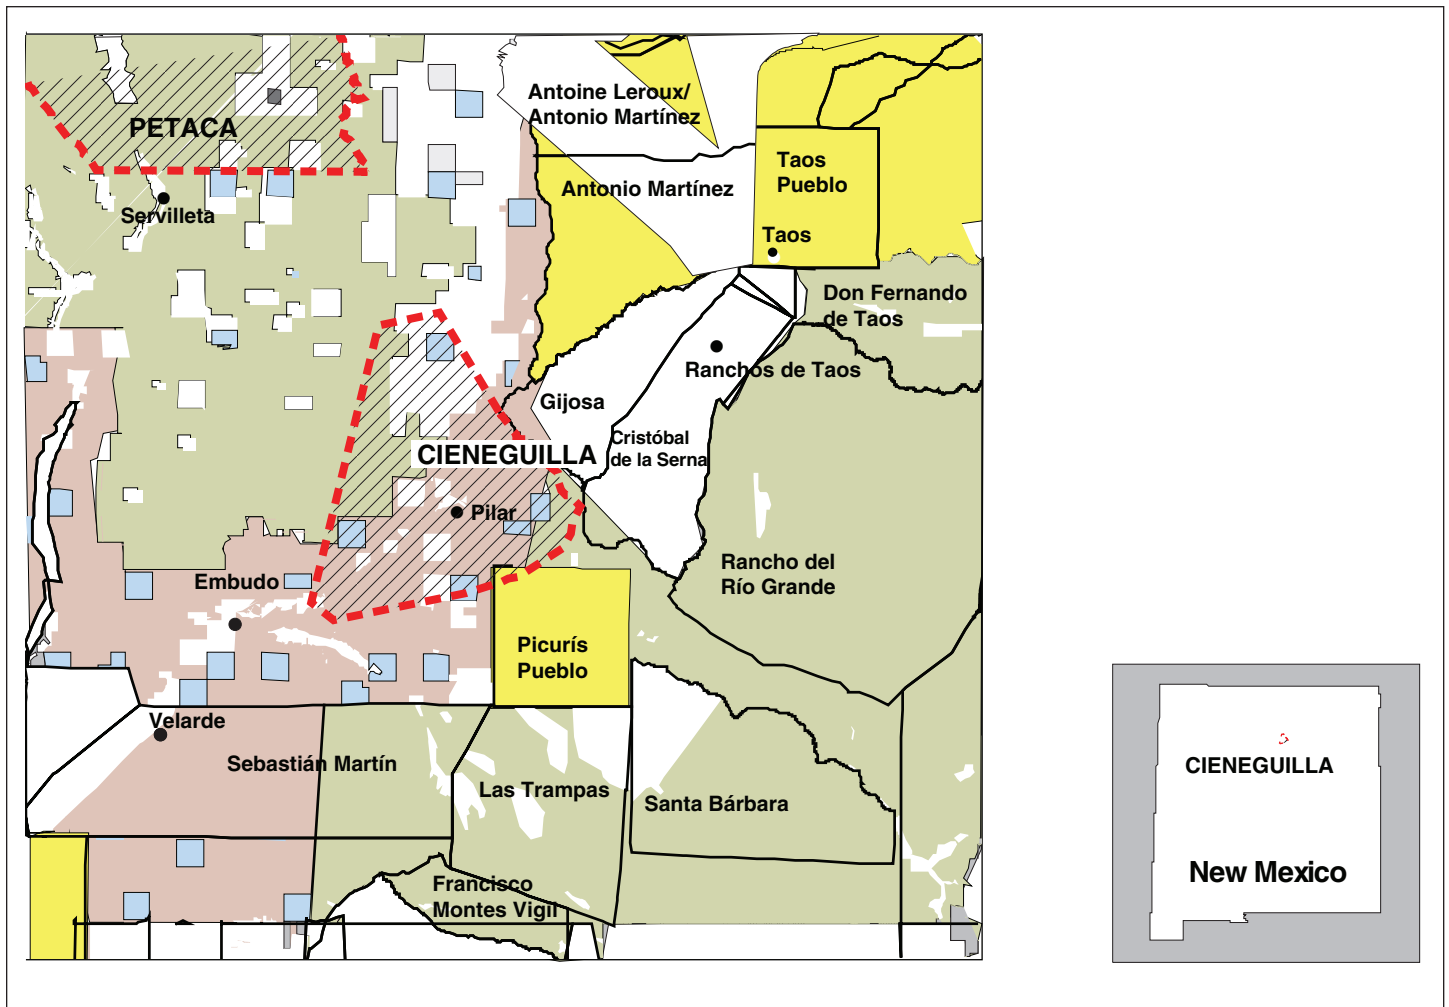 Antoine Leroux/
Antonio Martínez
PETACA
Taos
Pueblo
Antonio Martínez
Servilleta
Taos
Don Fernando
de Taos
Ranchos de Taos
Gijosa
Cristóbal
de la Serna
CIENEGUILLA
Pilar
Rancho del
Río Grande
Embudo
Picurís
Pueblo
Velarde
Sebastián Martín
Las Trampas
Santa Bárbara
Francisco
Montes Vigil
CIENEGUILLA
New Mexico